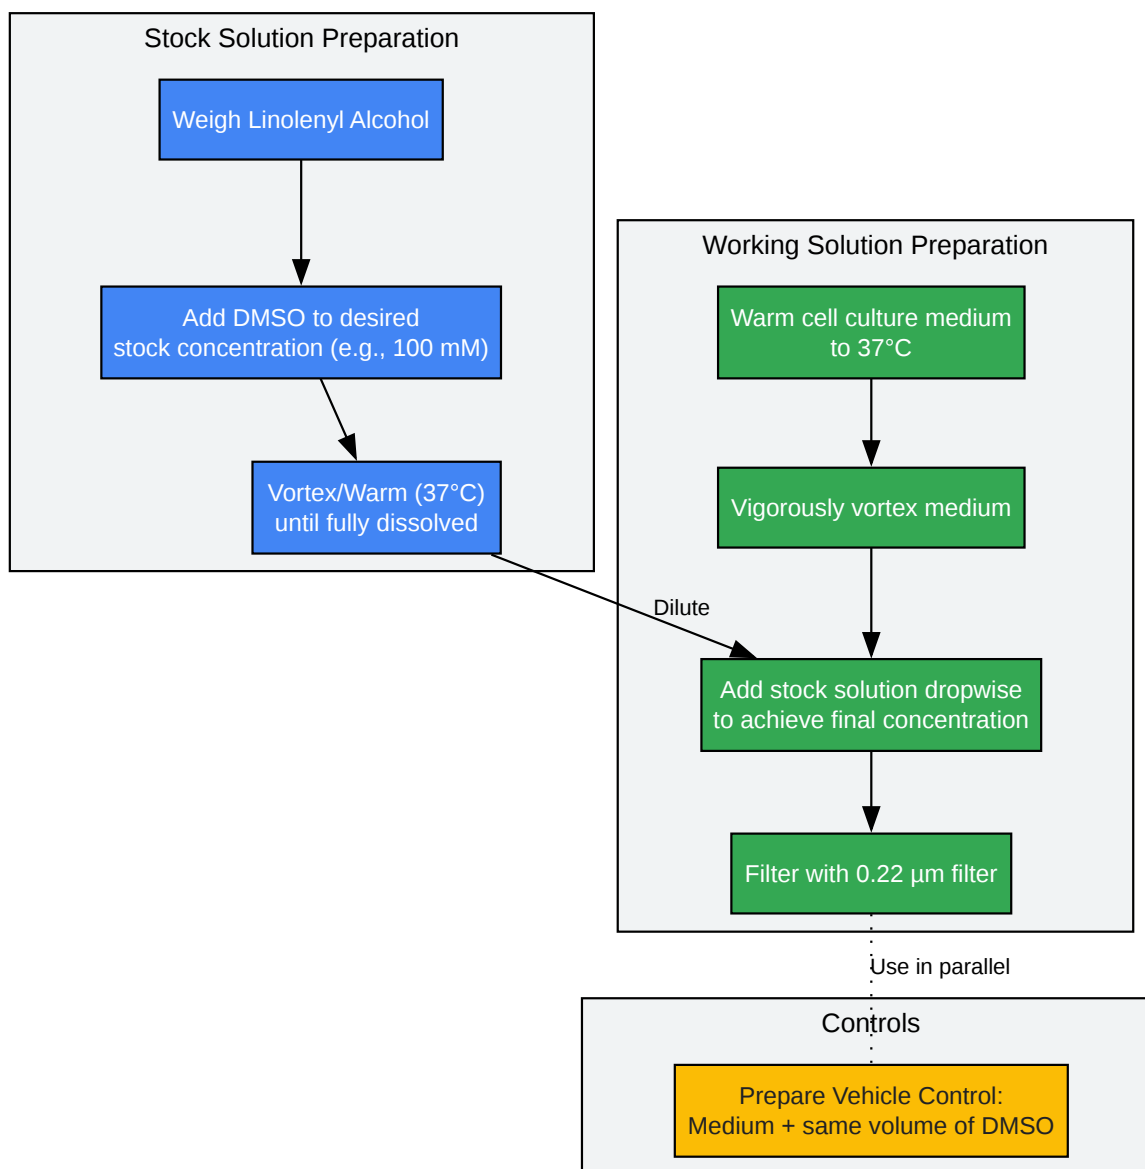 Stock Solution Preparation
Weigh Linolenyl Alcohol
Add DMSO to desired
stock concentration (e.g., 100 mM)
Vortex/Warm (37°C)
until fully dissolved
Dilute
Working Solution Preparation
Warm cell culture medium
to 37°C
Vigorously vortex medium
Add stock solution dropwise
to achieve final concentration
Filter with 0.22 µm filter
Use in parallel
Controls
Prepare Vehicle Control:
Medium + same volume of DMSO